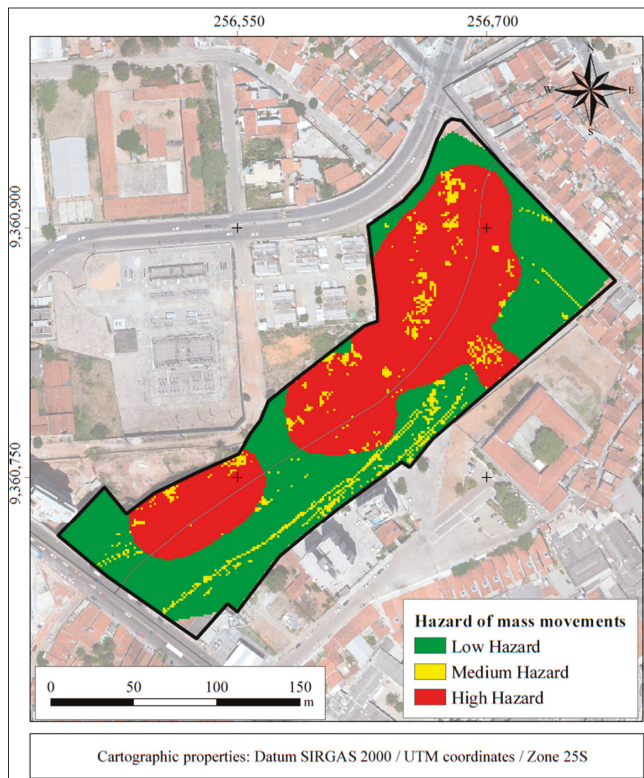 256,550 256,700
N
W E
S
9,360,900
9,360,750
Hazard of mass movements
Low Hazard
Medium Hazard
High Hazard
0 50 100 150
m
Cartographic properties: Datum SIRGAS 2000 / UTM coordinates / Zone 25S